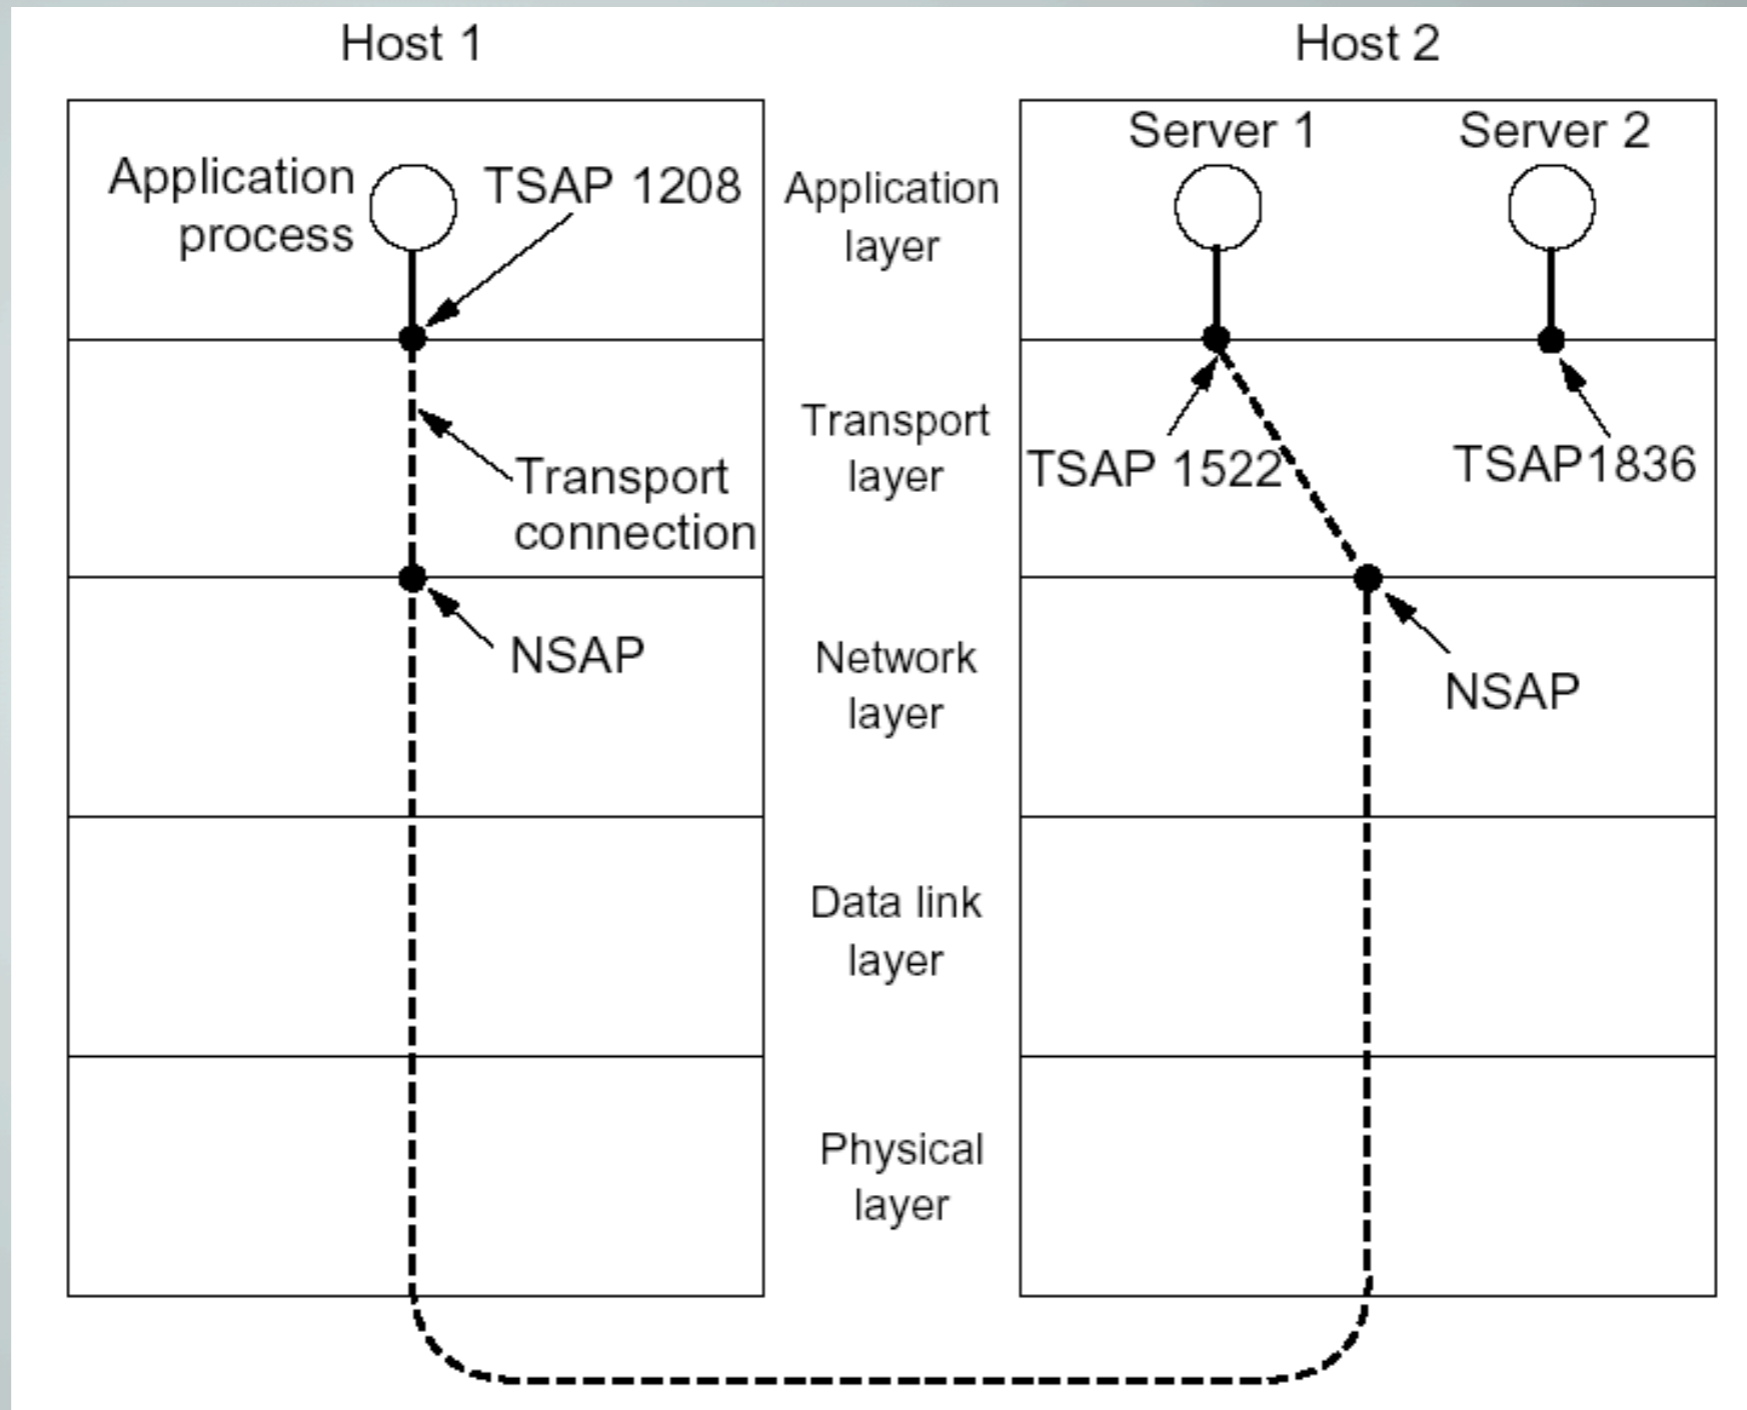 Host 1
Host 2
Application
process
TSAP 1208
Application
layer
Server 1
Server 2
Transport
connection
Transport
layer
TSAP 1522
TSAP1836
NSAP
Network
layer
NSAP
Data link
layer
Physical
layer